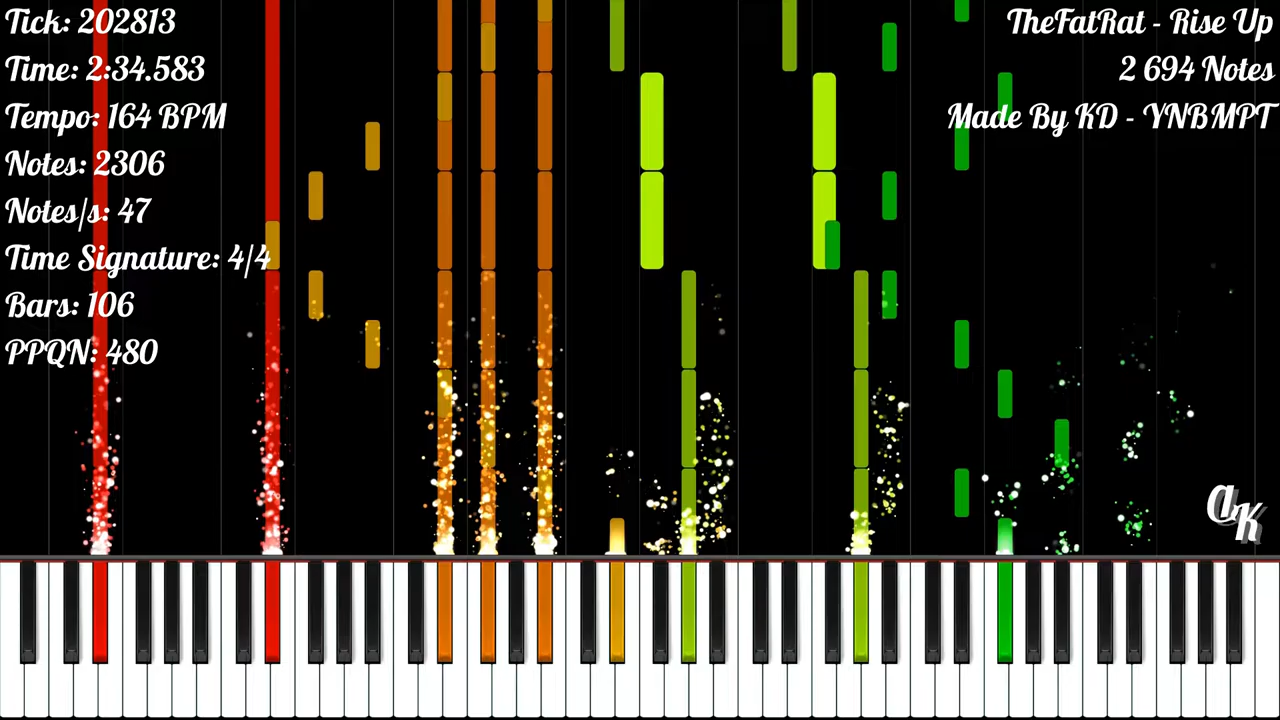 Tick: 202813
Time: 2:34.583
Tempo: 164 BPM
Notes: 2306
Notes/s: 47
Time Signature: 4/4
Bars: 106
PPQN: 480
TheFatRat - Rise Up
2 694 Notes
Made By KD - YNBMPT
aK